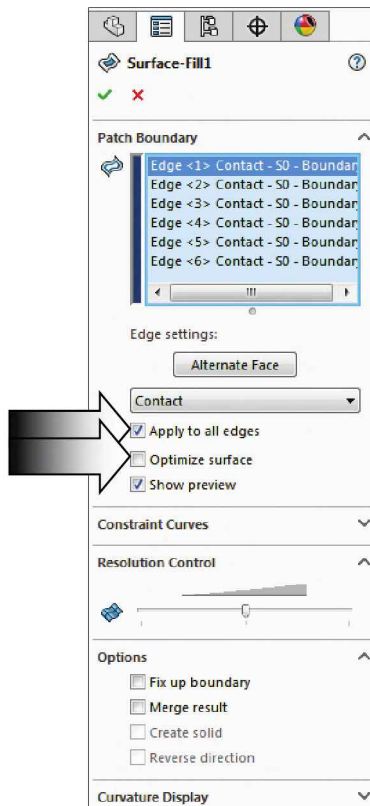 Surface-Fill1
Patch Boundary
Edge <1> Contact - S0 - Boundar
Edge <2> Contact - S0 - Boundar
Edge <3> Contact - S0 - Boundar
Edge <4> Contact - S0 - Boundar
Edge <5> Contact - S0 - Boundar
Edge <6> Contact - S0 - Boundar
Edge settings:
Alternate Face
Contact
Apply to all edges
Optimize surface
Show preview
Constraint Curves
Resolution Control
Options
Fix up boundary
Merge result
Create solid
Reverse direction
Curvature Display